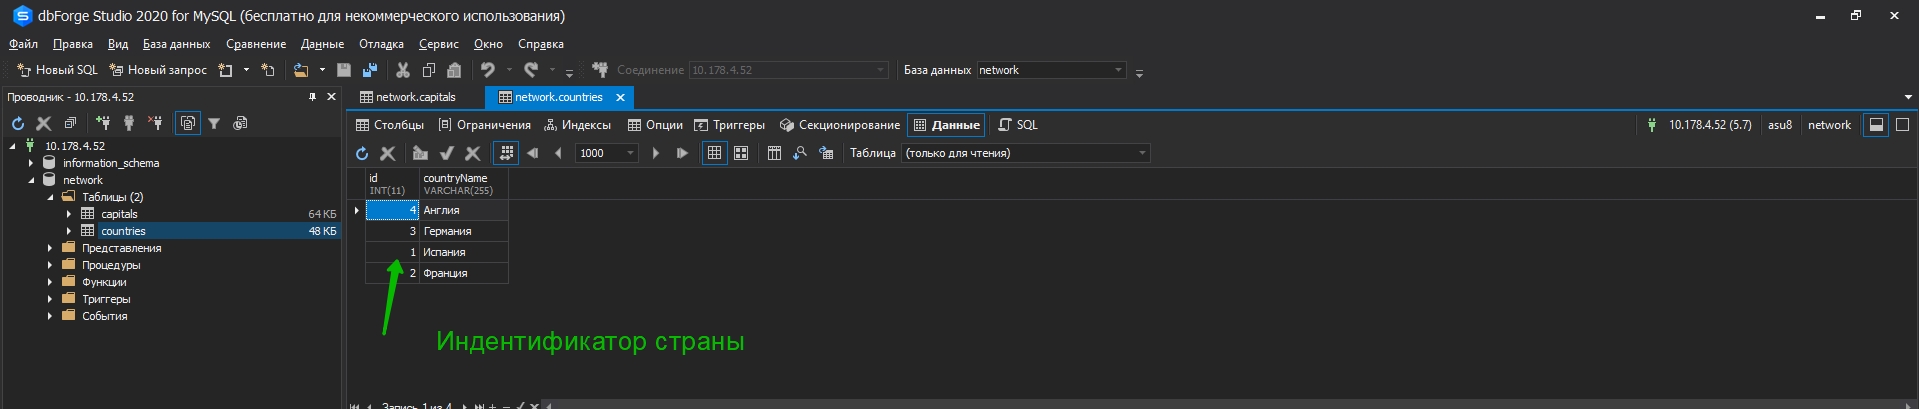 dbForge Studio 2020 for MySQL (бесплатно для некоммерческого использования)
Файл Правка Вид База данных Сравнение Данные Отладка Сервис Окно Справка
Новый SQL Новый запрос Соединение 10.178.4.52 База данных network
Проводник - 10.178.4.52 network.capitals network.countries
Столбцы Ограничения Индексы Опции Триггеры Секционирование Данные SQL 10.178.4.52 (5.7) asu8 network
1000 Таблица (только для чтения)
10.178.4.52
information_schema
network
Таблицы (2)
capitals 64 КБ
countries 48 КБ
Представления
Процедуры
Функции
Триггеры
События
id countryName
INT(11) VARCHAR(255)
4 Англия
3 Германия
1 Испания
2 Франция
Индентификатор страны
Запись 1 из 4